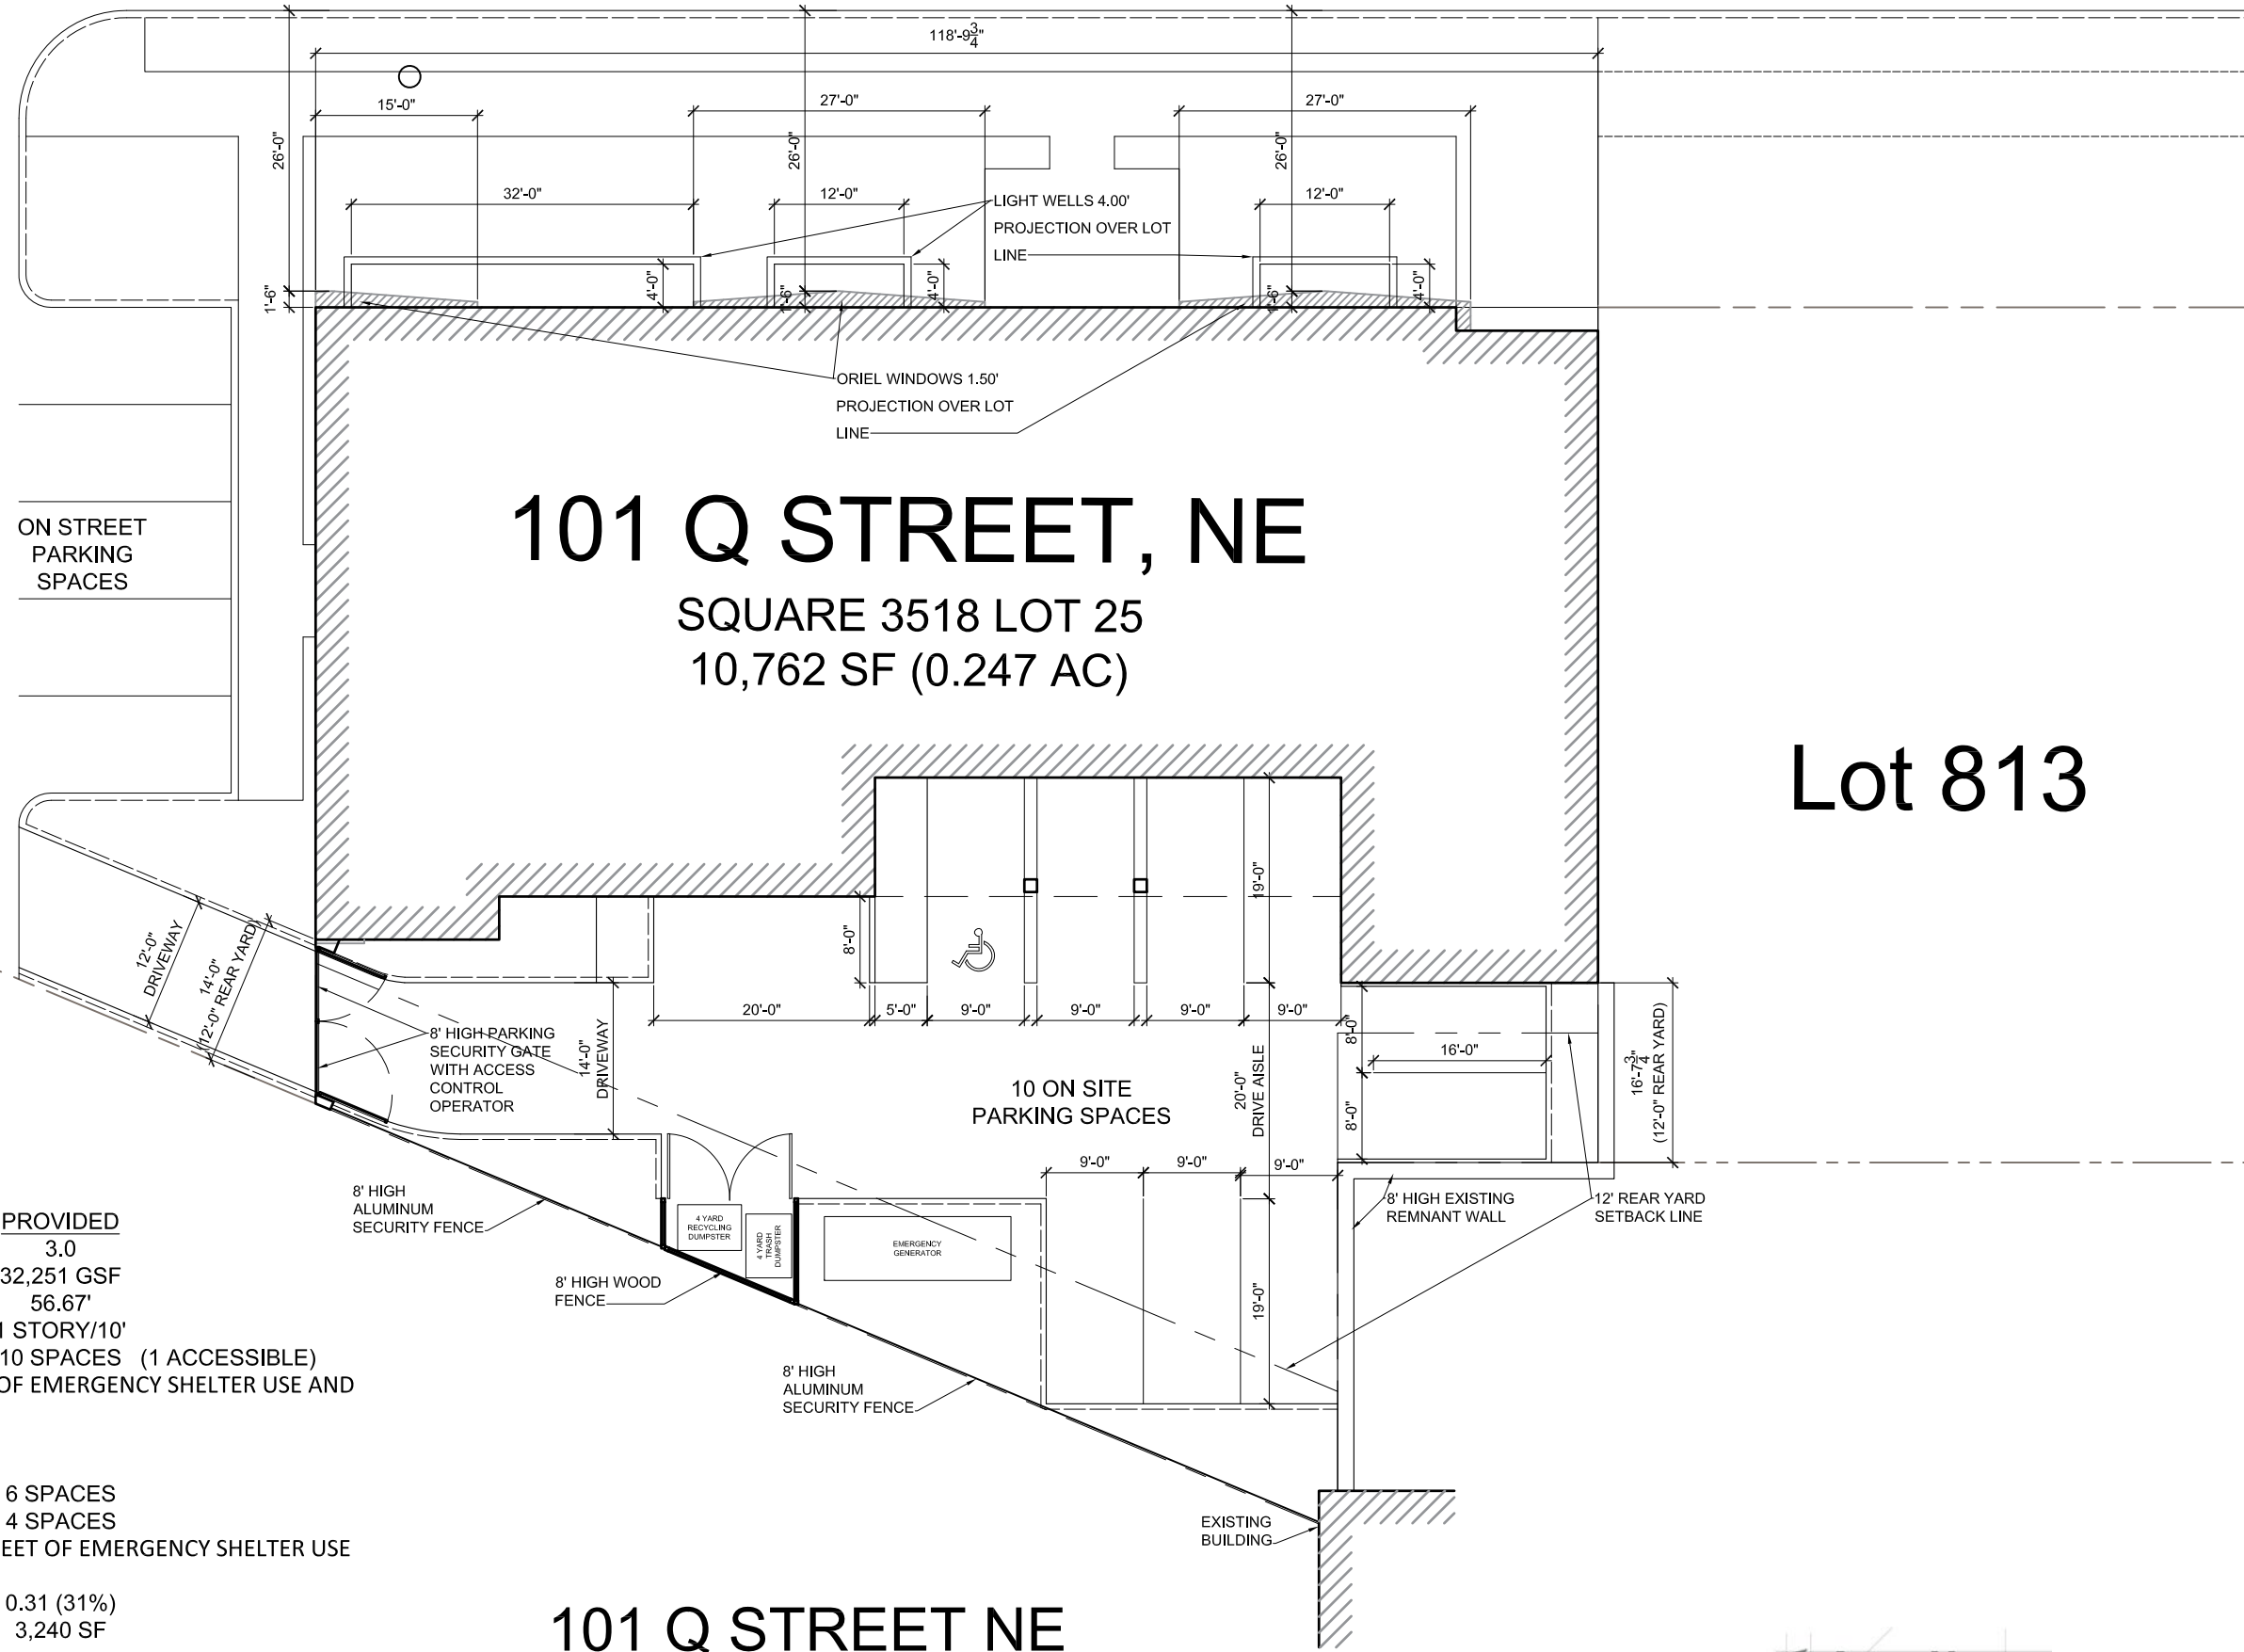 118'-9 3/4"
15'-0"
27'-0"
27'-0"
26'-0"
26'-0"
26'-0"
32'-0"
12'-0"
12'-0"
LIGHT WELLS 4.00'
PROJECTION OVER LOT
LINE
4'-0"
4'-0"
4'-0"
1'-6"
1'-6"
1'-6"
ORIEL WINDOWS 1.50'
PROJECTION OVER LOT
LINE
101 Q STREET, NE
SQUARE 3518 LOT 25
10,762 SF (0.247 AC)
ON STREET
PARKING
SPACES
Lot 813
19'-0"
8'-0"
12'-0"
DRIVEWAY
14'-0"
(12'-0" REAR YARD)
20'-0"
5'-0"
9'-0"
9'-0"
9'-0"
9'-0"
8' HIGH PARKING
SECURITY GATE
WITH ACCESS
CONTROL
OPERATOR
14'-0"
DRIVEWAY
10 ON SITE
PARKING SPACES
20'-0"
DRIVE AISLE
8'-0"
16'-0"
8'-0"
16'-7 3/4"
(12'-0" REAR YARD)
9'-0"
9'-0"
9'-0"
8' HIGH
ALUMINUM
SECURITY FENCE
4 YARD
RECYCLING
DUMPSTER
4 YARD
TRASH
DUMPSTER
EMERGENCY
GENERATOR
8' HIGH EXISTING
REMNANT WALL
12' REAR YARD
SETBACK LINE
8' HIGH WOOD
FENCE
19'-0"
8' HIGH
ALUMINUM
SECURITY FENCE
EXISTING
BUILDING
PROVIDED
3.0
32,251 GSF
56.67'
1 STORY/10'
10 SPACES (1 ACCESSIBLE)
OF EMERGENCY SHELTER USE AND
6 SPACES
4 SPACES
EET OF EMERGENCY SHELTER USE
0.31 (31%)
3,240 SF
101 Q STREET NE